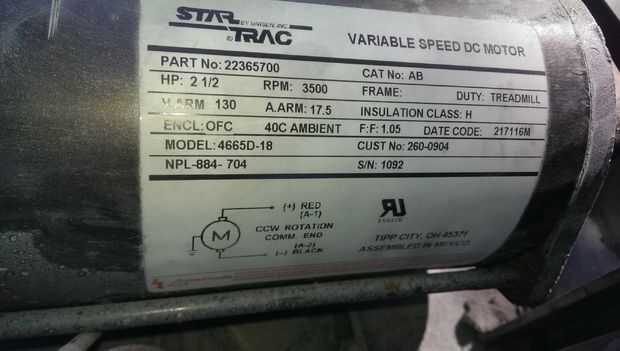 STAR BY UNISEN, INC.
© TRAC
VARIABLE SPEED DC MOTOR
PART No: 22365700
CAT No: AB
HP: 2 1/2 RPM: 3500 FRAME: DUTY: TREADMILL
V.ARM 130 A.ARM: 17.5 INSULATION CLASS: H
ENCL: OFC 40C AMBIENT F:F: 1.05 DATE CODE: 217116M
MODEL: 4665D-18 CUST No: 260-0904
NPL-884-704 S/N: 1092
(+) RED
(A-1)
CCW ROTATION
COMM. END
M
(A-2)
(-) BLACK
TIPP CITY, OH 45371
ASSEMBLED IN MEXICO